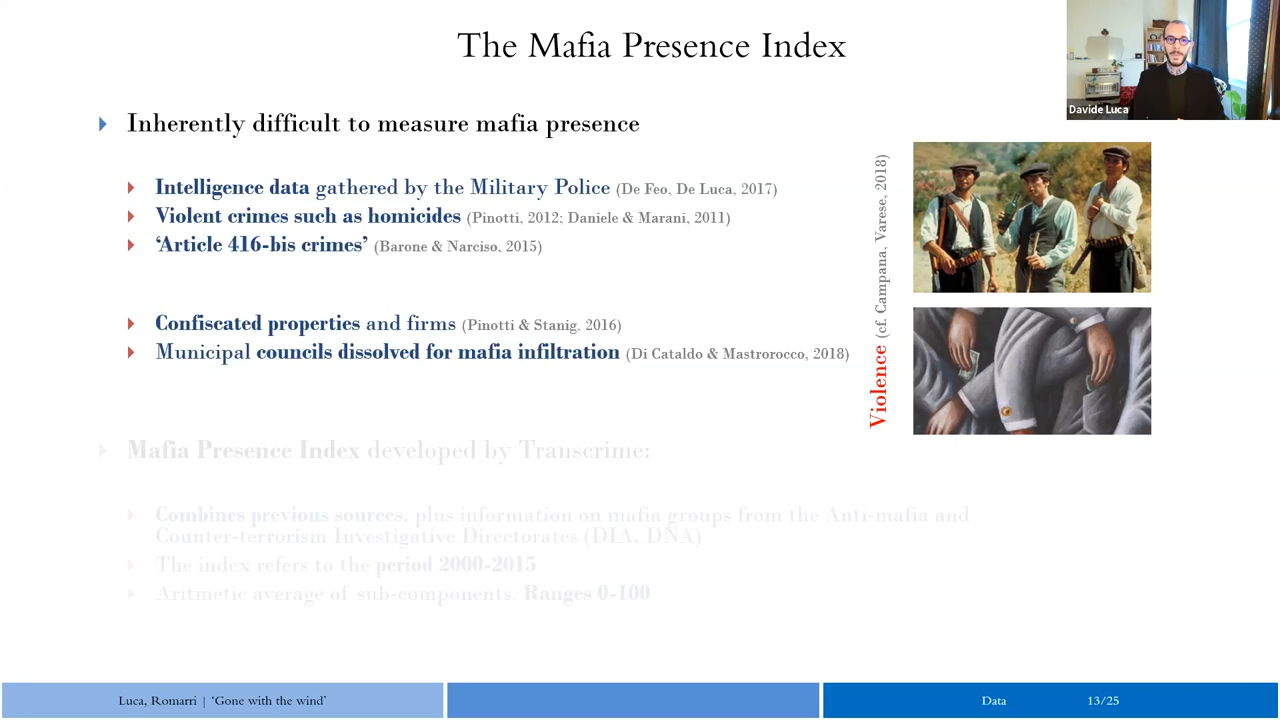 The Mafia Presence Index
Davide Luca
Inherently difficult to measure mafia presence
Intelligence data gathered by the Military Police (De Feo, De Luca, 2017)
Violent crimes such as homicides (Pinotti, 2012; Daniele & Marani, 2011)
‘Article 416-bis crimes’ (Barone & Narciso, 2015)
Confiscated properties and firms (Pinotti & Stanig, 2016)
Municipal councils dissolved for mafia infiltration (Di Cataldo & Mastrorocco, 2018)
Violence (cf. Campana, Varese, 2018)
Mafia Presence Index developed by Transcrime:
Combines previous sources, plus information on mafia groups from the Anti-mafia and
Counter-terrorism Investigative Directorates (DIA, DNA)
The index refers to the period 2000-2015
Aritmetic average of sub-components. Ranges 0-100
Luca, Romarri | ‘Gone with the wind’
Data
13/25